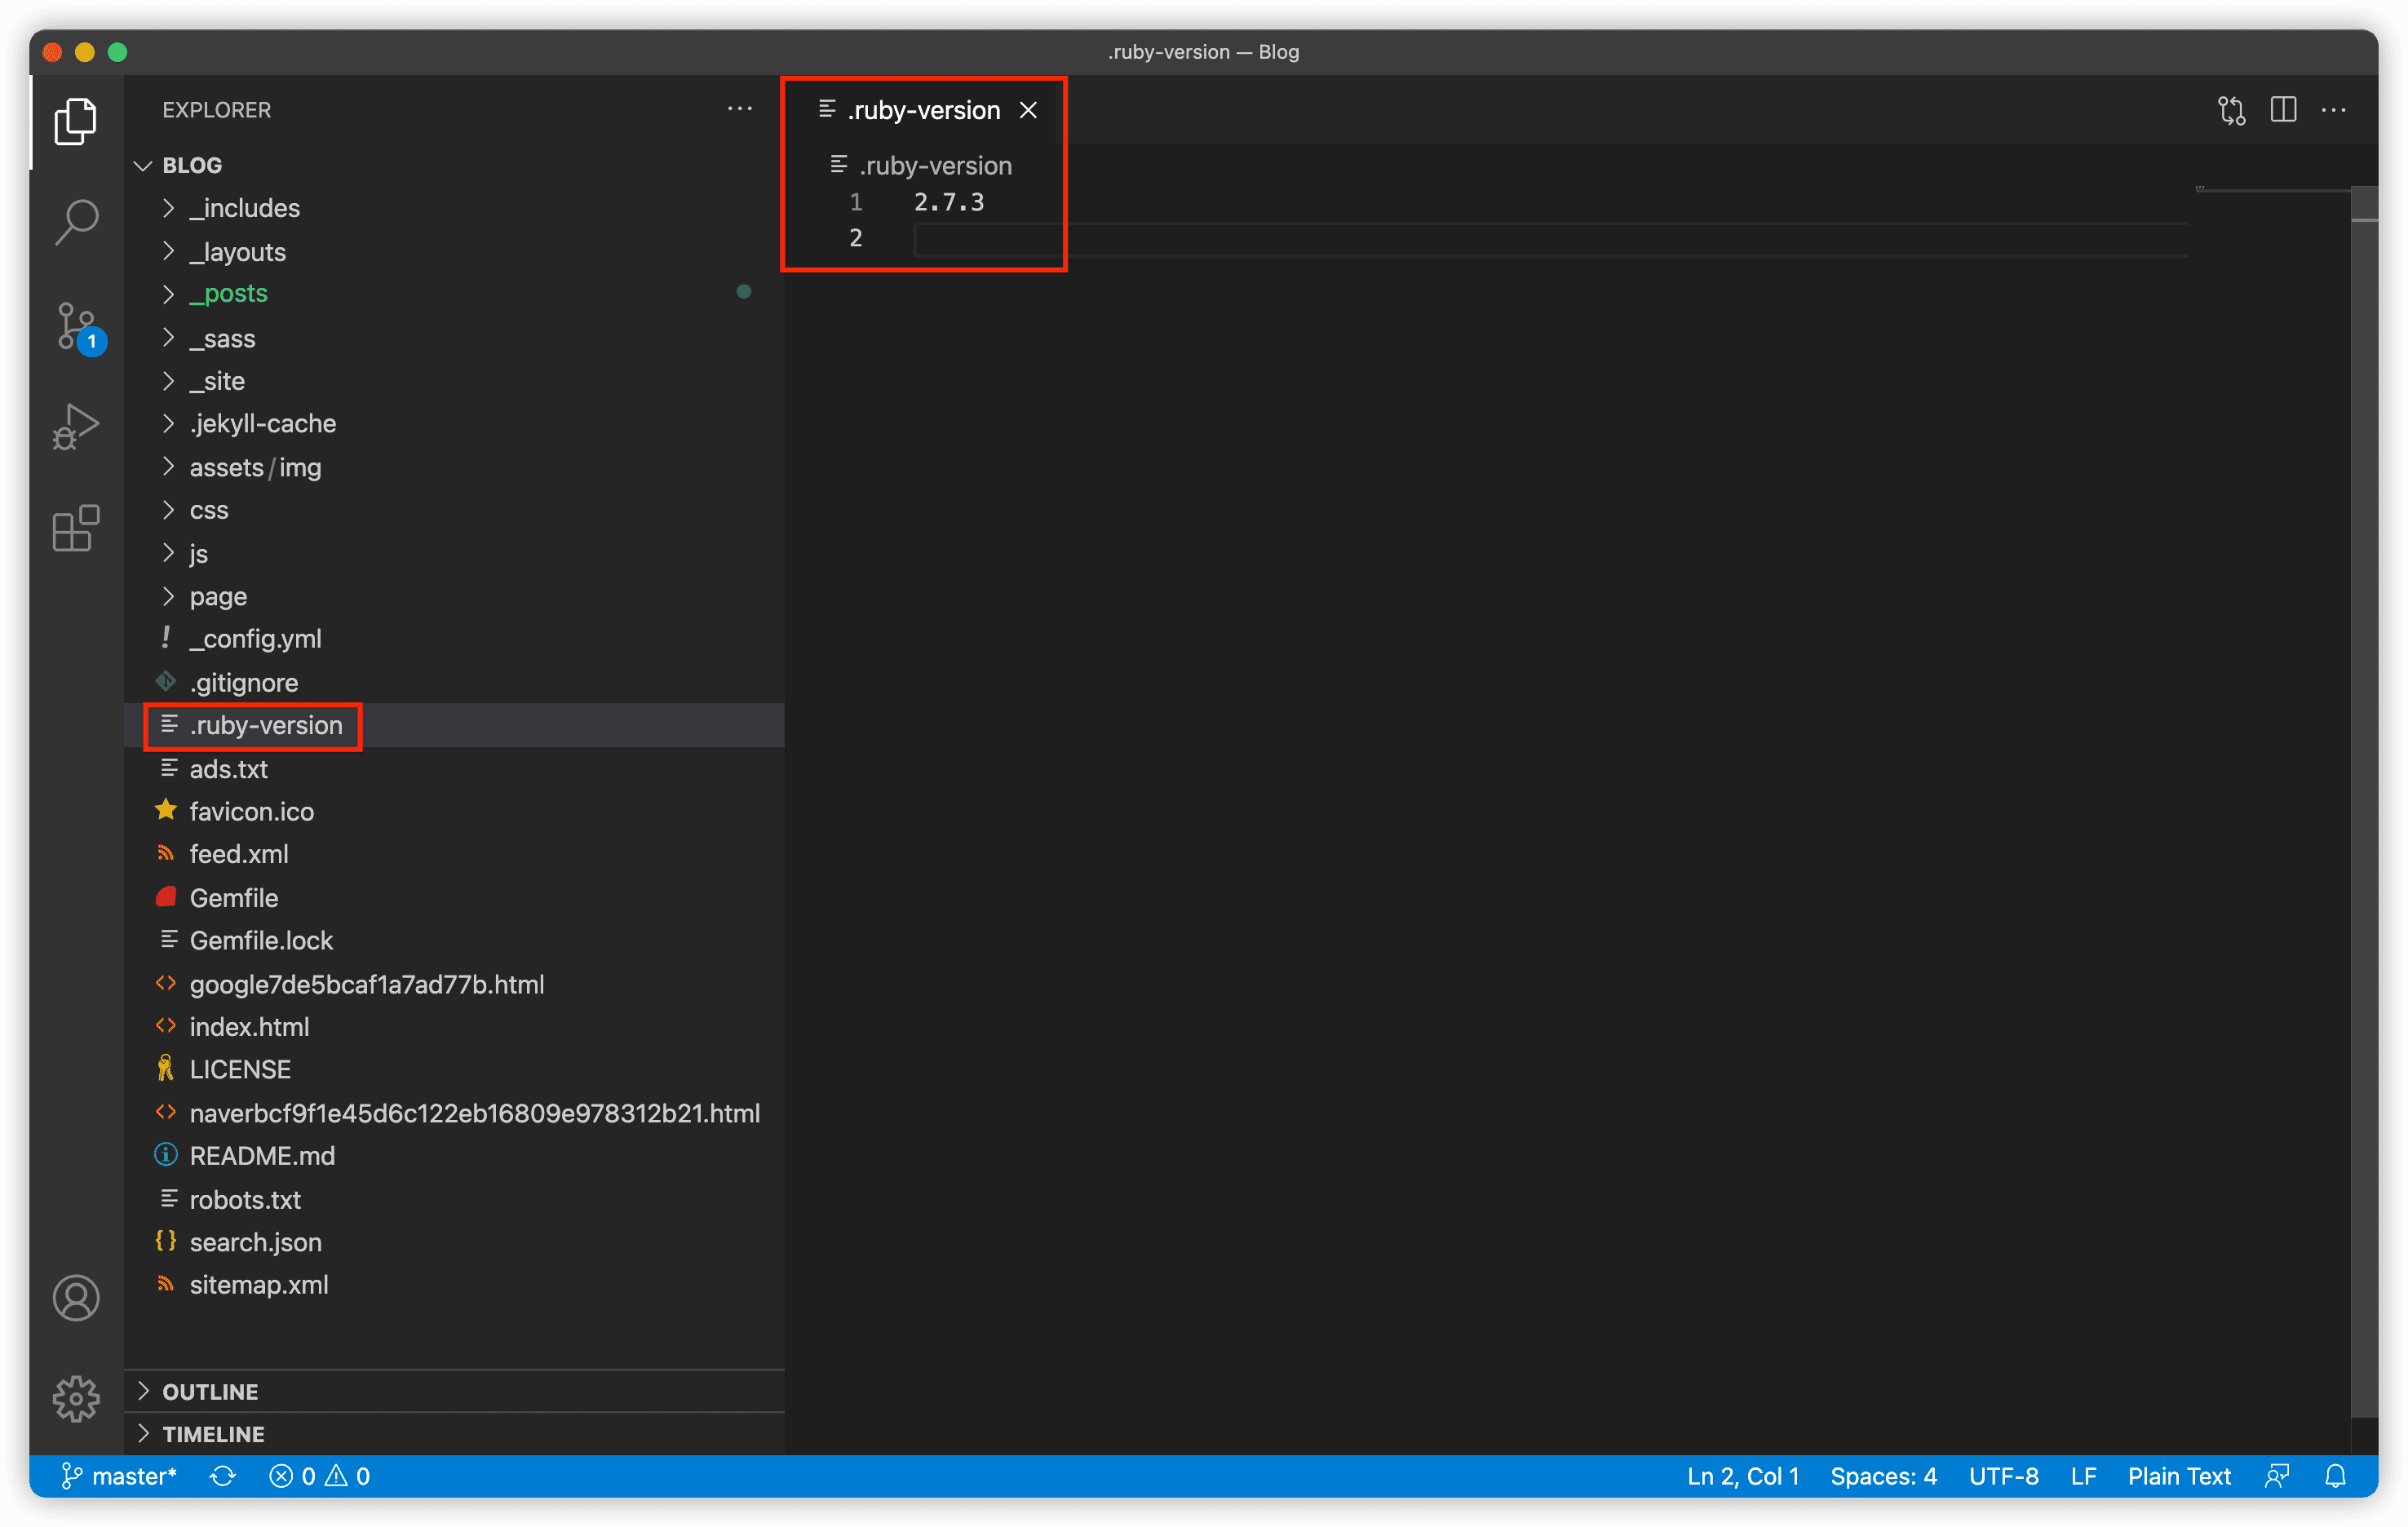 .ruby-version — Blog
EXPLORER
BLOG
_includes
_layouts
_posts
_sass
_site
.jekyll-cache
assets/img
css
js
page
_config.yml
.gitignore
.ruby-version
ads.txt
favicon.ico
feed.xml
Gemfile
Gemfile.lock
google7de5bcaf1a7ad77b.html
index.html
LICENSE
naverbcf9f1e45d6c122eb16809e978312b21.html
README.md
robots.txt
search.json
sitemap.xml
OUTLINE
TIMELINE
.ruby-version
.ruby-version
1 2.7.3
2
1
master* 0 0 Ln 2, Col 1 Spaces: 4 UTF-8 LF Plain Text